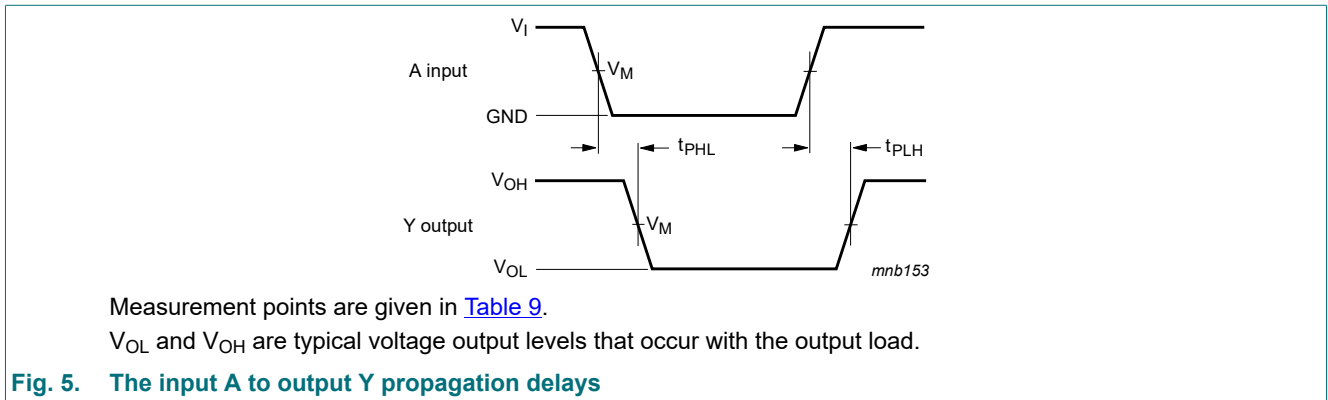 V_I
A input
V_M
GND
t_PHL
t_PLH
V_OH
Y output
V_M
V_OL
mnb153
Measurement points are given in Table 9.
V_OL and V_OH are typical voltage output levels that occur with the output load.
Fig. 5. The input A to output Y propagation delays